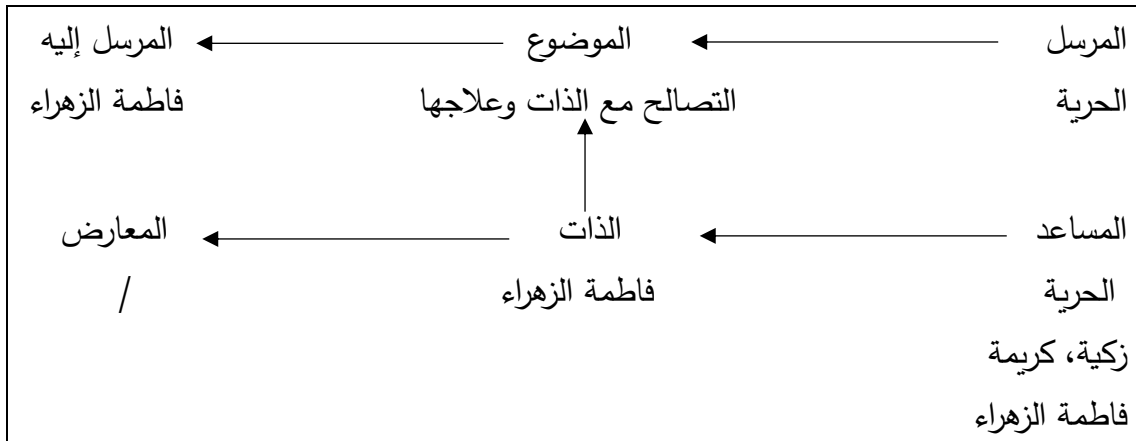 المرسل الموضوع المرسل إليه
الحرية التصالح مع الذات وعلاجها فاطمة الزهراء
المساعد الذات المعارض
الحرية فاطمة الزهراء /
زكية، كريمة
فاطمة الزهراء